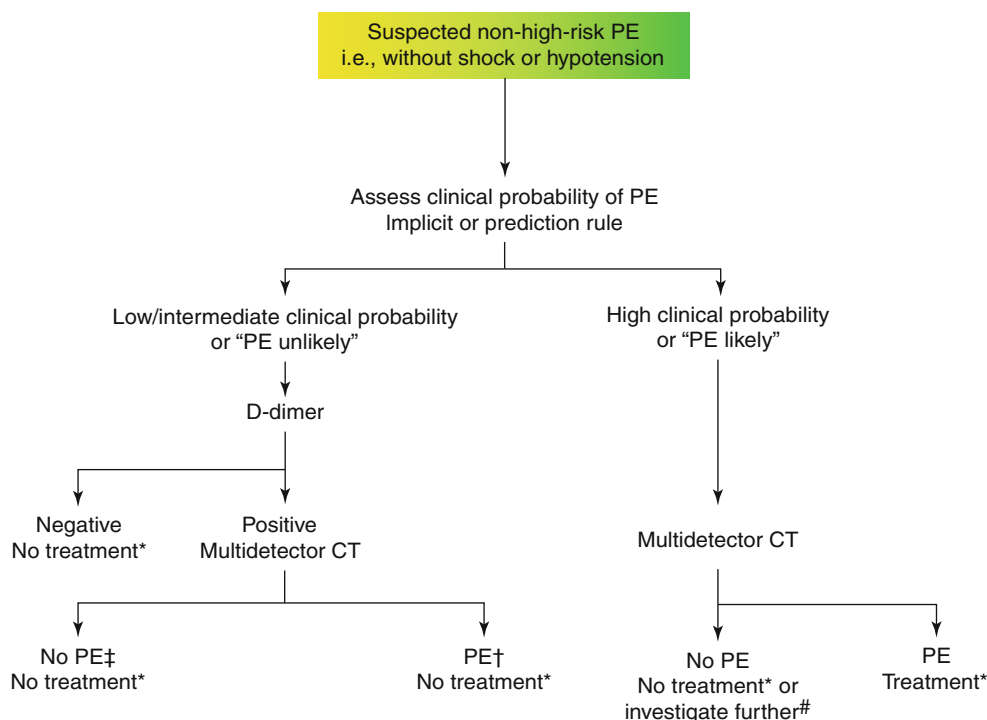 Suspected non-high-risk PE
i.e., without shock or hypotension
Assess clinical probability of PE
Implicit or prediction rule
Low/intermediate clinical probability
or “PE unlikely”
High clinical probability
or “PE likely”
D-dimer
Negative
No treatment*
Positive
Multidetector CT
Multidetector CT
No PE‡
No treatment*
PE†
No treatment*
No PE
No treatment* or
investigate further#
PE
Treatment*